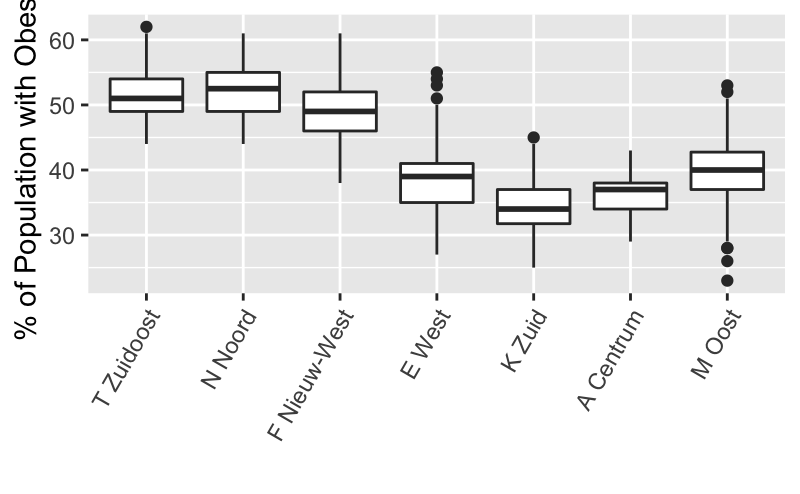 % of Population with Obes
60
50
40
30
T Zuidoost
N Noord
F Nieuw-West
E West
K Zuid
A Centrum
M Oost